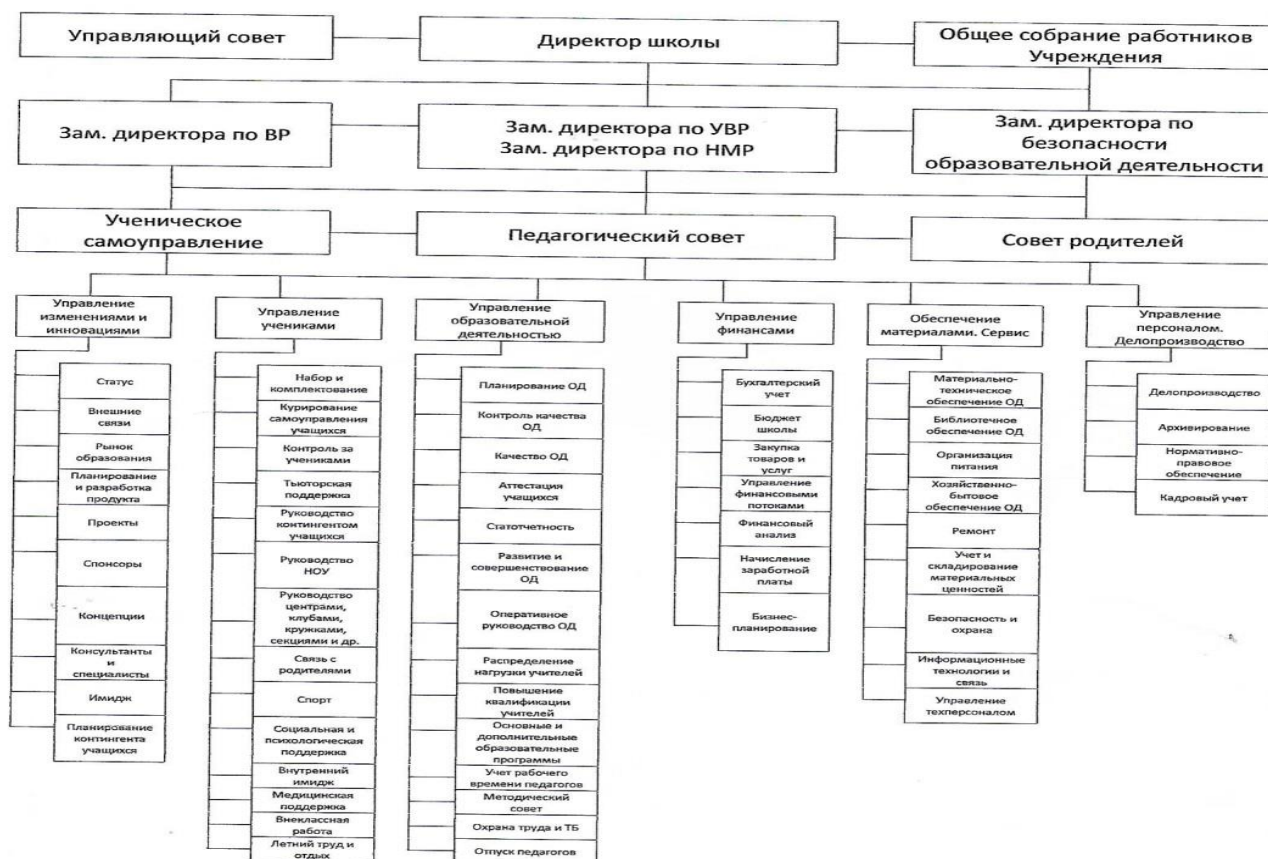 Управляющий совет
Директор школы
Общее собрание работников
Учреждения
Зам. директора по ВР
Зам. директора по УВР
Зам. директора по НМР
Зам. директора по
безопасности
образовательной деятельности
Ученическое
самоуправление
Педагогический совет
Совет родителей
Управление
изменениями и
инновациями
Статус
Внешние
связи
Рынок
образования
Планирование
и разработка
продукта
Проекты
Спонсоры
Концепции
Консультанты
и
специалисты
Имидж
Планирование
контингента
учащихся
Управление
учениками
Набор и
комплектование
Курирование
самоуправления
учащихся
Контроль за
учениками
Тьюторская
поддержка
Руководство
контингентом
учащихся
Руководство
НОУ
Руководство
центрами,
клубами,
кружками,
секциями и др.
Связь с
родителями
Спорт
Социальная и
психологическая
поддержка
Внутренний
имидж
Медицинская
поддержка
Внеклассная
работа
Летний труд и
отдых
Управление
образовательной
деятельностью
Планирование ОД
Контроль качества
ОД
Качество ОД
Аттестация
учащихся
Статотчетность
Развитие и
совершенствование
ОД
Оперативное
руководство ОД
Распределение
нагрузки учителей
Повышение
квалификации
учителей
Основные и
дополнительные
образовательные
программы
Учет рабочего
времени педагогов
Методический
совет
Охрана труда и ТБ
Отпуск педагогов
Управление
финансами
Бухгалтерский
учет
Бюджет
школы
Закупка
товаров и
услуг
Управление
финансовыми
потоками
Финансовый
анализ
Начисление
заработной
платы
Бизнес-
планирование
Обеспечение
материалами. Сервис
Материально-
техническое
обеспечение ОД
Библиотечное
обеспечение ОД
Организация
питания
Хозяйственно-
бытовое
обеспечение ОД
Ремонт
Учет и
складирование
материальных
ценностей
Безопасность и
охрана
Информационные
технологии и
связь
Управление
техперсоналом
Управление
персоналом.
Делопроизводство
Делопроизводство
Архивирование
Нормативно-
правовое
обеспечение
Кадровый учет